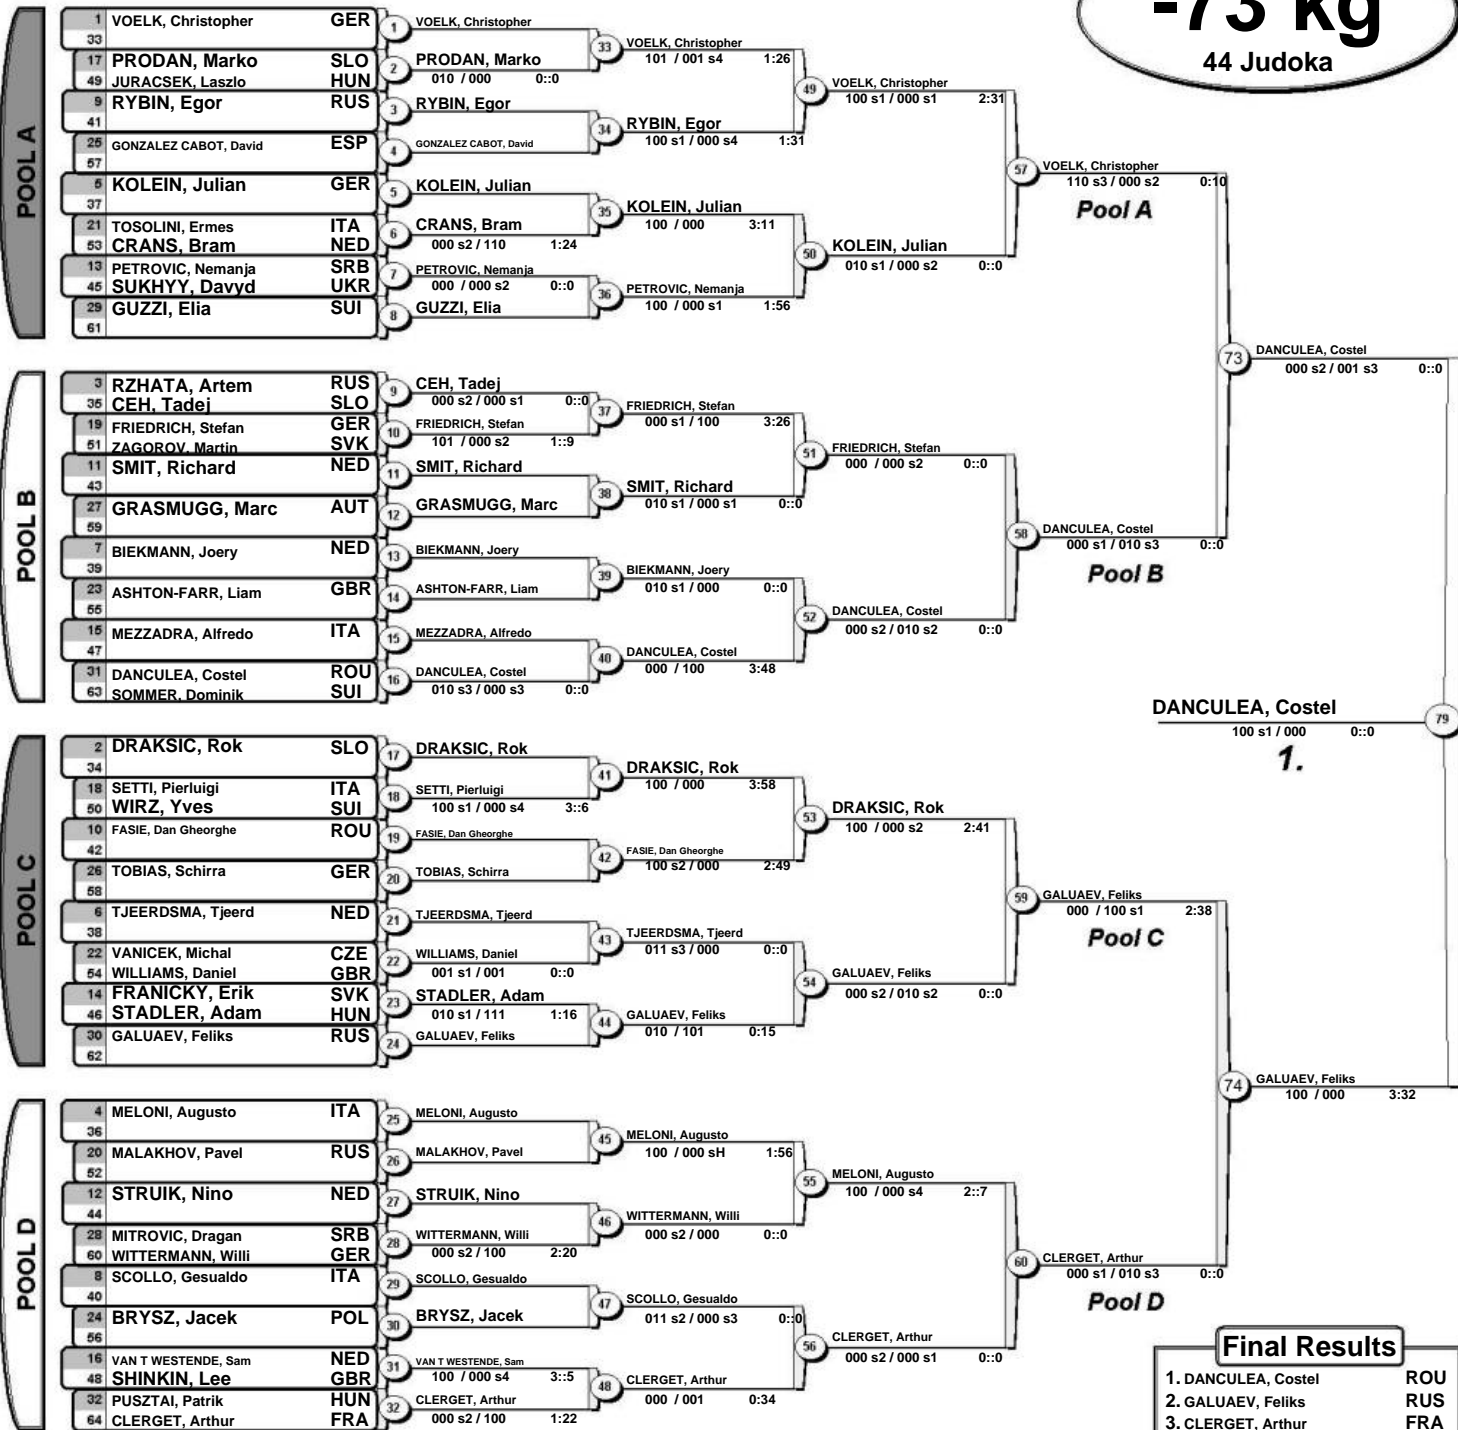 -73 kg
44 Judoka
POOL A
1 VOELK, Christopher GER
33
17 PRODAN, Marko SLO
49 JURACSEK, Laszlo HUN
9 RYBIN, Egor RUS
41
25 GONZALEZ CABOT, David ESP
57
5 KOLEIN, Julian GER
37
21 TOSOLINI, Ermes ITA
53 CRANS, Bram NED
13 PETROVIC, Nemanja SRB
45 SUKHYY, Davyd UKR
29 GUZZI, Elia SUI
61
1 VOELK, Christopher
2 PRODAN, Marko
010 / 000 0::0
3 RYBIN, Egor
4 GONZALEZ CABOT, David
5 KOLEIN, Julian
6 CRANS, Bram
000 s2 / 110 1:24
7 PETROVIC, Nemanja
000 / 000 s2 0::0
8 GUZZI, Elia
33 VOELK, Christopher
101 / 001 s4 1:26
34 RYBIN, Egor
100 s1 / 000 s4 1:31
35 KOLEIN, Julian
100 / 000 3:11
36 PETROVIC, Nemanja
100 / 000 s1 1:56
49 VOELK, Christopher
100 s1 / 000 s1 2:31
50 KOLEIN, Julian
010 s1 / 000 s2 0::0
57 VOELK, Christopher
110 s3 / 000 s2 0:10
Pool A
POOL B
3 RZHATA, Artem RUS
35 CEH, Tadej SLO
19 FRIEDRICH, Stefan GER
51 ZAGOROV, Martin SVK
11 SMIT, Richard NED
43
27 GRASMUGG, Marc AUT
59
7 BIEKMANN, Joery NED
39
23 ASHTON-FARR, Liam GBR
55
15 MEZZADRA, Alfredo ITA
47
31 DANCULEA, Costel ROU
63 SOMMER, Dominik SUI
9 CEH, Tadej
000 s2 / 000 s1 0::0
10 FRIEDRICH, Stefan
101 / 000 s2 1::9
11 SMIT, Richard
12 GRASMUGG, Marc
13 BIEKMANN, Joery
14 ASHTON-FARR, Liam
15 MEZZADRA, Alfredo
16 DANCULEA, Costel
010 s3 / 000 s3 0::0
37 FRIEDRICH, Stefan
000 s1 / 100 3:26
38 SMIT, Richard
010 s1 / 000 s1 0::0
39 BIEKMANN, Joery
010 s1 / 000 0::0
40 DANCULEA, Costel
000 / 100 3:48
51 FRIEDRICH, Stefan
000 / 000 s2 0::0
52 DANCULEA, Costel
000 s2 / 010 s2 0::0
58 DANCULEA, Costel
000 s1 / 010 s3 0::0
Pool B
73 DANCULEA, Costel
000 s2 / 001 s3 0::0
DANCULEA, Costel 79
100 s1 / 000 0::0
1.
POOL C
2 DRAKSIC, Rok SLO
34
18 SETTI, Pierluigi ITA
50 WIRZ, Yves SUI
10 FASIE, Dan Gheorghe ROU
42
26 TOBIAS, Schirra GER
58
6 TJEERDSMA, Tjeerd NED
38
22 VANICEK, Michal CZE
54 WILLIAMS, Daniel GBR
14 FRANICKY, Erik SVK
46 STADLER, Adam HUN
30 GALUAEV, Feliks RUS
62
17 DRAKSIC, Rok
18 SETTI, Pierluigi
100 s1 / 000 s4 3::6
19 FASIE, Dan Gheorghe
20 TOBIAS, Schirra
21 TJEERDSMA, Tjeerd
22 WILLIAMS, Daniel
001 s1 / 001 0::0
23 STADLER, Adam
010 s1 / 111 1:16
24 GALUAEV, Feliks
41 DRAKSIC, Rok
100 / 000 3:58
42 FASIE, Dan Gheorghe
100 s2 / 000 2:49
43 TJEERDSMA, Tjeerd
011 s3 / 000 0::0
44 GALUAEV, Feliks
010 / 101 0:15
53 DRAKSIC, Rok
100 / 000 s2 2:41
54 GALUAEV, Feliks
000 s2 / 010 s2 0::0
59 GALUAEV, Feliks
000 / 100 s1 2:38
Pool C
74 GALUAEV, Feliks
100 / 000 3:32
POOL D
4 MELONI, Augusto ITA
36
20 MALAKHOV, Pavel RUS
52
12 STRUIK, Nino NED
44
28 MITROVIC, Dragan SRB
60 WITTERMANN, Willi GER
8 SCOLLO, Gesualdo ITA
40
24 BRYSZ, Jacek POL
56
16 VAN T WESTENDE, Sam NED
48 SHINKIN, Lee GBR
32 PUSZTAI, Patrik HUN
64 CLERGET, Arthur FRA
25 MELONI, Augusto
26 MALAKHOV, Pavel
27 STRUIK, Nino
28 WITTERMANN, Willi
000 s2 / 100 2:20
29 SCOLLO, Gesualdo
30 BRYSZ, Jacek
31 VAN T WESTENDE, Sam
100 / 000 s4 3::5
32 CLERGET, Arthur
000 s2 / 100 1:22
45 MELONI, Augusto
100 / 000 sH 1:56
46 WITTERMANN, Willi
000 s2 / 000 0::0
47 SCOLLO, Gesualdo
011 s2 / 000 s3 0::0
48 CLERGET, Arthur
000 / 001 0:34
55 MELONI, Augusto
100 / 000 s4 2::7
56 CLERGET, Arthur
000 s2 / 000 s1 0::0
60 CLERGET, Arthur
000 s1 / 010 s3 0::0
Pool D
Final Results
1. DANCULEA, Costel ROU
2. GALUAEV, Feliks RUS
3. CLERGET, Arthur FRA